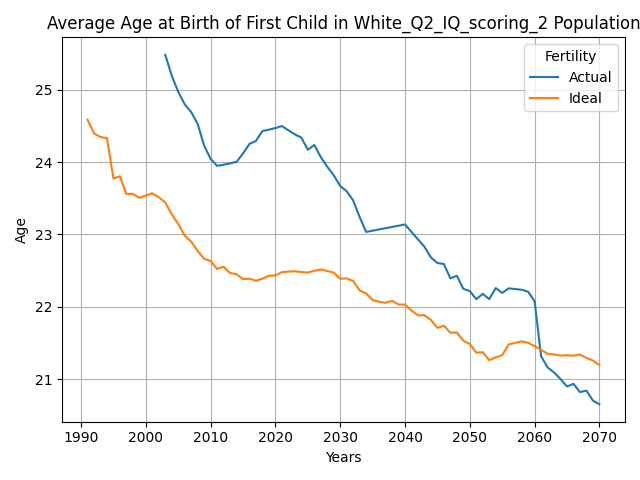 Average Age at Birth of First Child in White_Q2_IQ_scoring_2 Population
Fertility
Actual
Ideal
Age
25
24
23
22
21
1990 2000 2010 2020 2030 2040 2050 2060 2070
Years